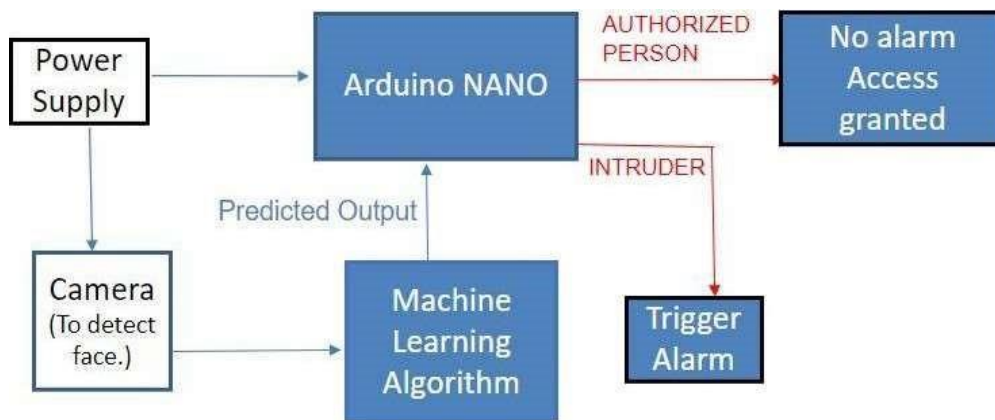 Power
Supply
Arduino NANO
AUTHORIZED
PERSON
No alarm
Access
granted
INTRUDER
Predicted Output
Camera
(To detect
face.)
Machine
Learning
Algorithm
Trigger
Alarm